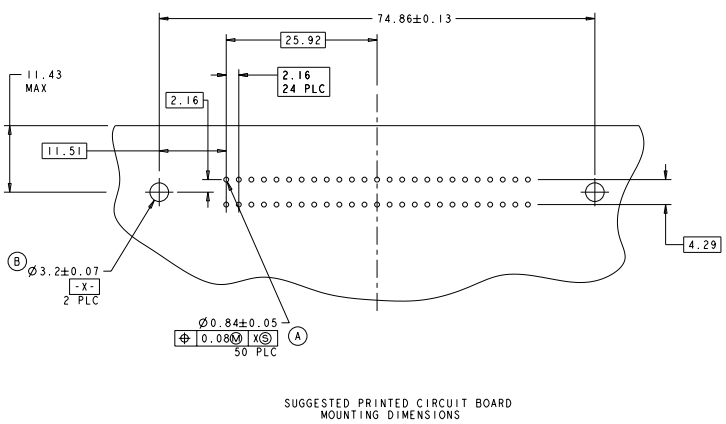 74.86±0.13
25.92
11.43
MAX
2.16
24 PLC
2.16
11.51
4.29
B
Ø3.2±0.07
-X-
2 PLC
Ø0.84±0.05
A
⌖ 0.08Ⓜ XⓈ
50 PLC
SUGGESTED PRINTED CIRCUIT BOARD
MOUNTING DIMENSIONS